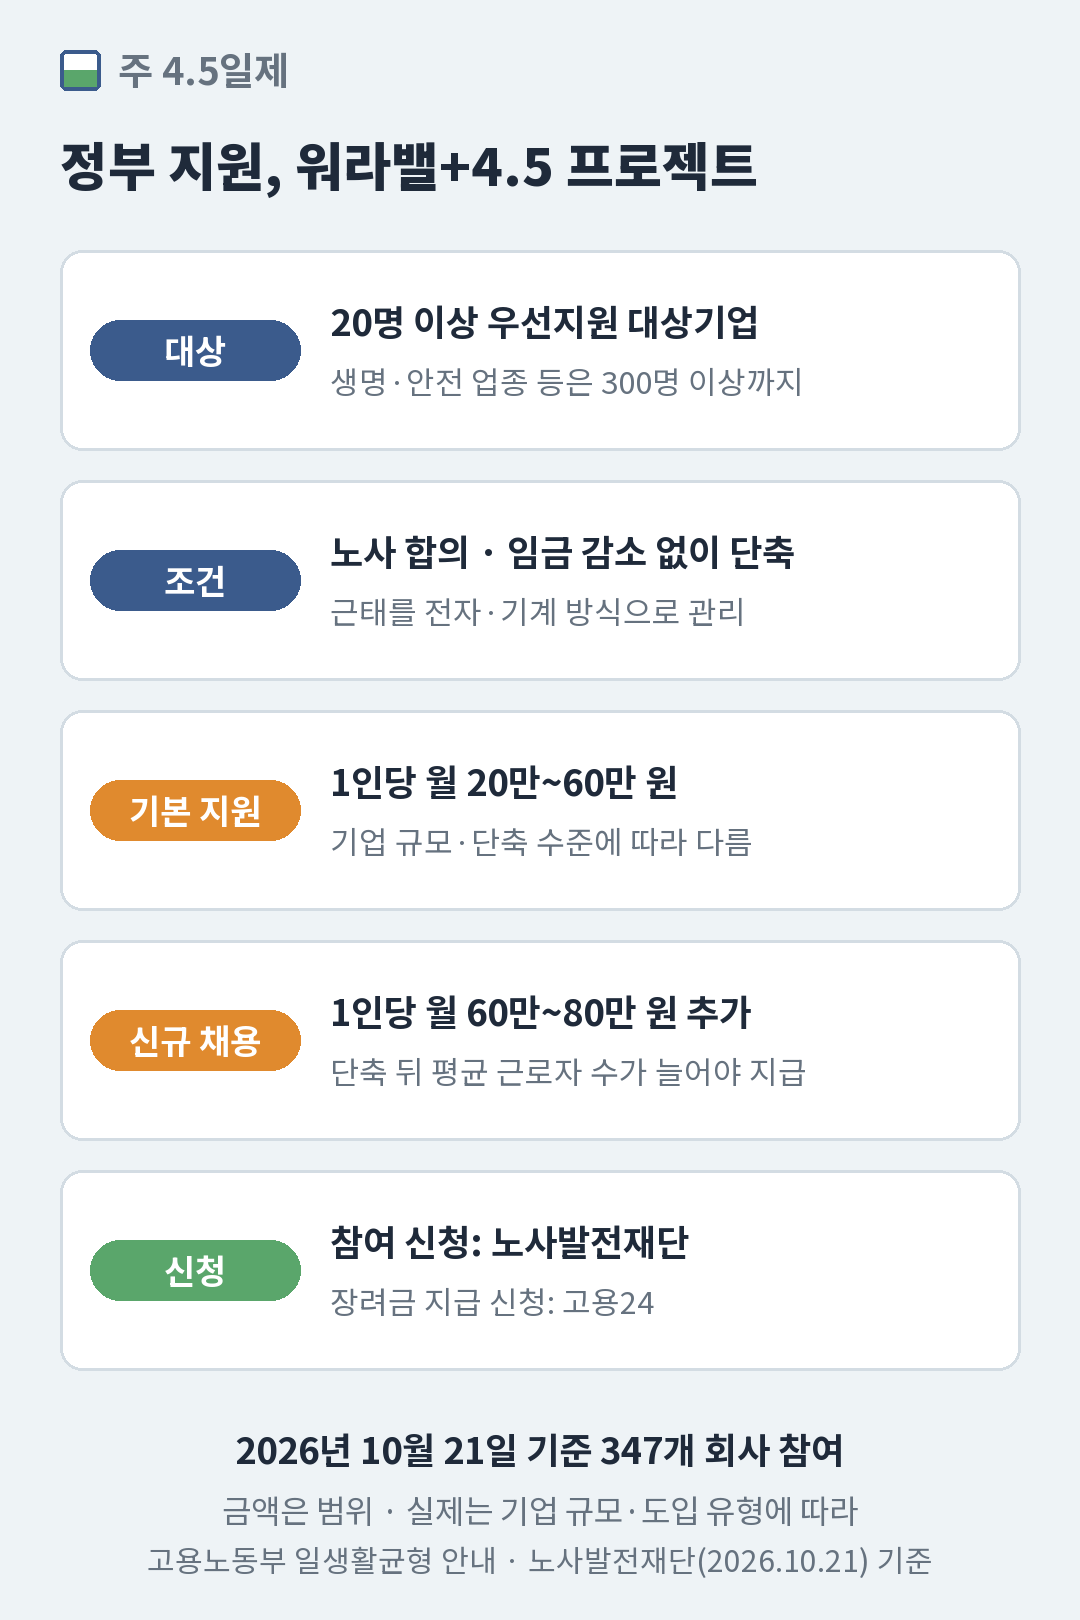 주 4.5일제
정부 지원, 워라밸+4.5 프로젝트
대상
20명 이상 우선지원 대상기업
생명·안전 업종 등은 300명 이상까지
조건
노사 합의 · 임금 감소 없이 단축
근태를 전자·기계 방식으로 관리
기본 지원
1인당 월 20만~60만 원
기업 규모·단축 수준에 따라 다름
신규 채용
1인당 월 60만~80만 원 추가
단축 뒤 평균 근로자 수가 늘어야 지급
신청
참여 신청: 노사발전재단
장려금 지급 신청: 고용24
2026년 10월 21일 기준 347개 회사 참여
금액은 범위 · 실제는 기업 규모·도입 유형에 따라
고용노동부 일생활균형 안내 · 노사발전재단(2026.10.21) 기준